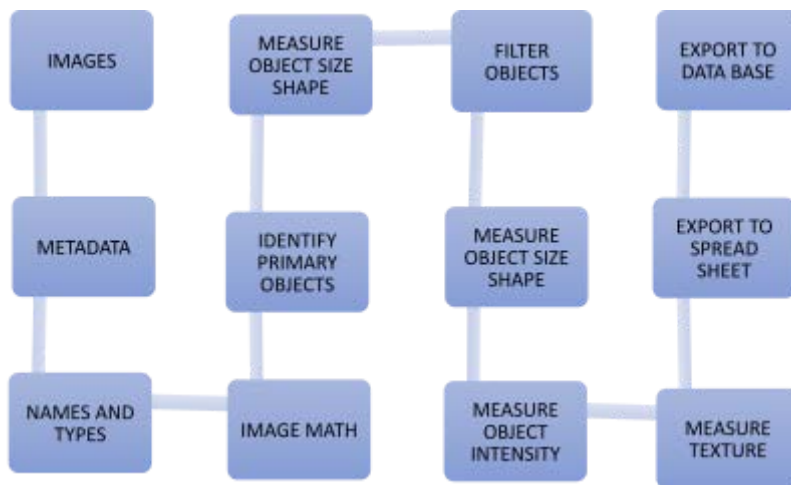 IMAGES
METADATA
NAMES AND
TYPES
IMAGE MATH
IDENTIFY
PRIMARY
OBJECTS
MEASURE
OBJECT SIZE
SHAPE
FILTER
OBJECTS
MEASURE
OBJECT SIZE
SHAPE
MEASURE
OBJECT
INTENSITY
MEASURE
TEXTURE
EXPORT TO
SPREAD
SHEET
EXPORT TO
DATA BASE